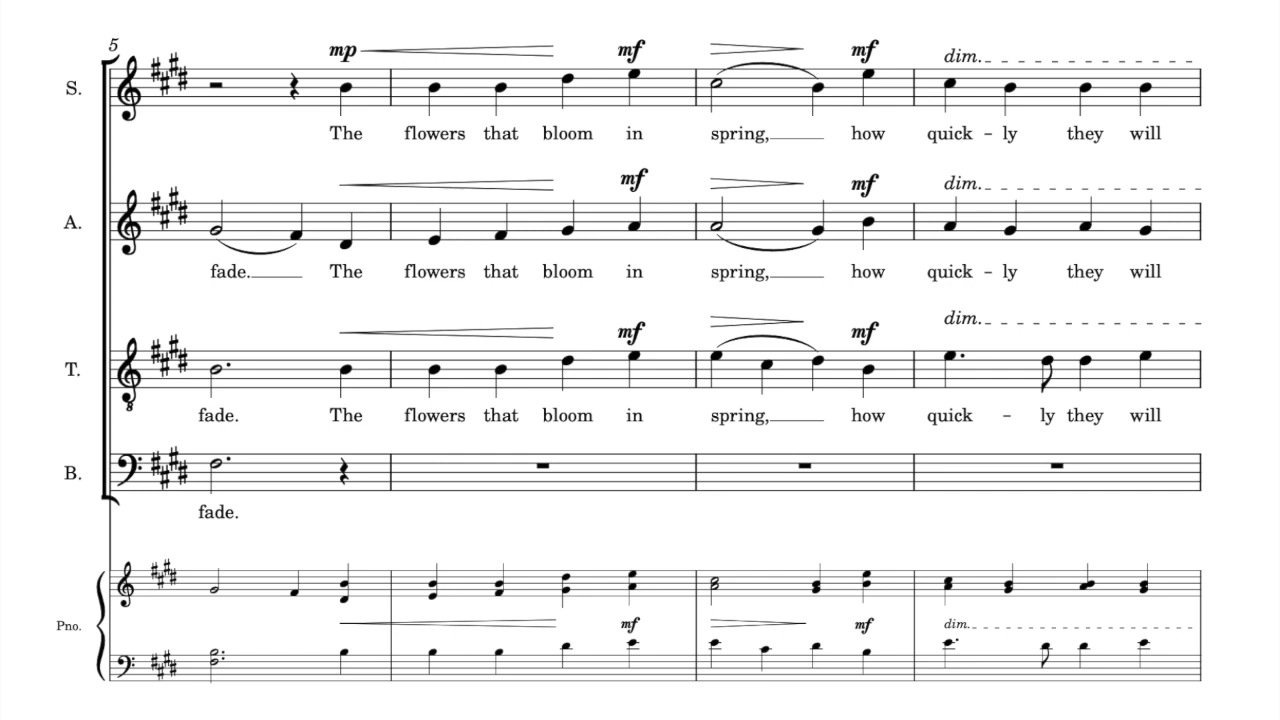 5
mp mf mf dim.
S.
The flowers that bloom in spring, how quick - ly they will
mf mf dim.
A.
fade. The flowers that bloom in spring, how quick - ly they will
mf mf dim.
T.
fade. The flowers that bloom in spring, how quick - ly they will
B.
fade.
Pno.
mf mf dim.